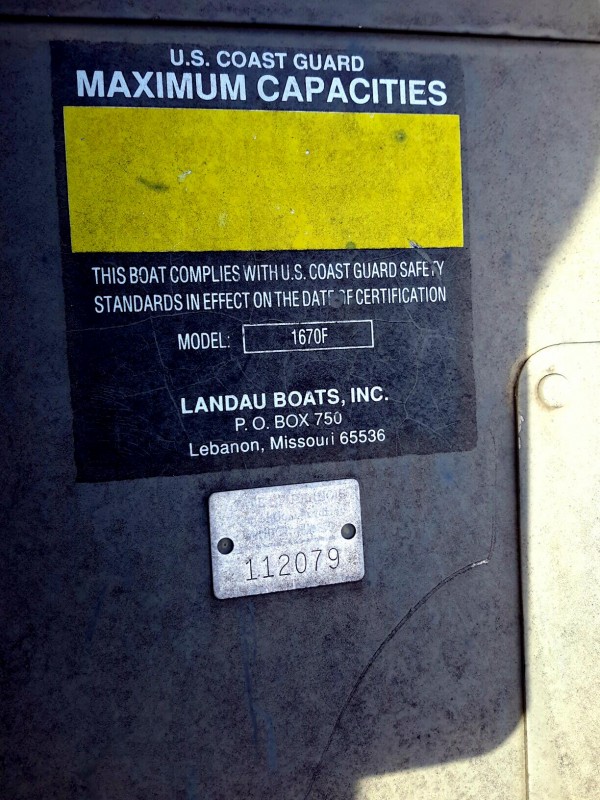 U.S. COAST GUARD
MAXIMUM CAPACITIES
THIS BOAT COMPLIES WITH U.S. COAST GUARD SAFETY
STANDARDS IN EFFECT ON THE DATE OF CERTIFICATION
MODEL: 1670F
LANDAU BOATS, INC.
P. O. BOX 750
Lebanon, Missouri 65536
112079